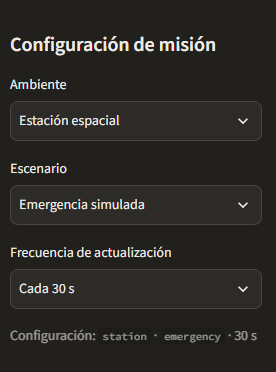 Configuración de misión
Ambiente
Estación espacial
Escenario
Emergencia simulada
Frecuencia de actualización
Cada 30 s
Configuración: station · emergency · 30 s